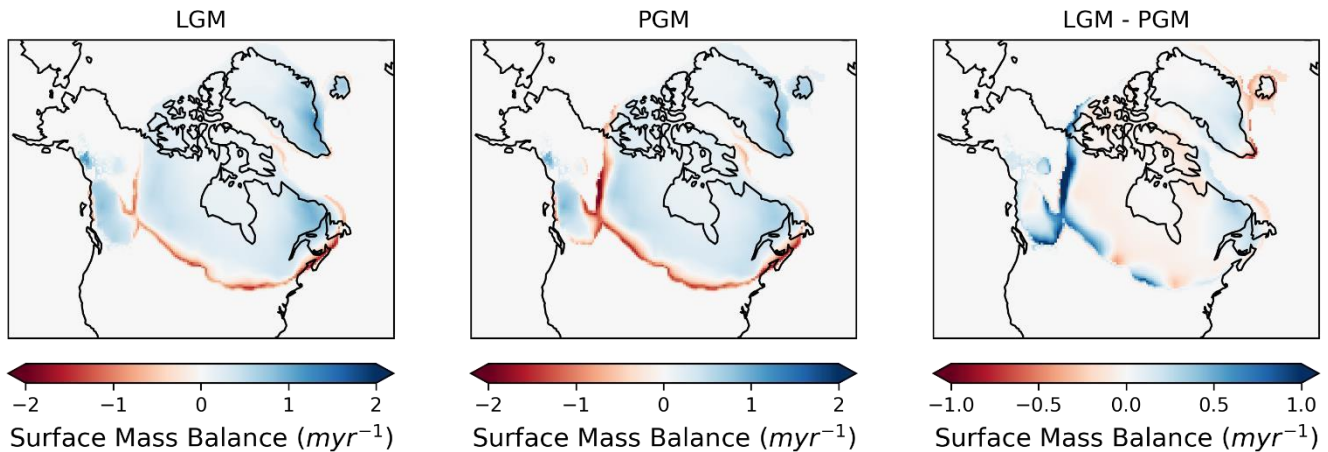 LGM
PGM
LGM - PGM
−2 −1 0 1 2
−2 −1 0 1 2
−1.0 −0.5 0.0 0.5 1.0
Surface Mass Balance (myr⁻¹)
Surface Mass Balance (myr⁻¹)
Surface Mass Balance (myr⁻¹)